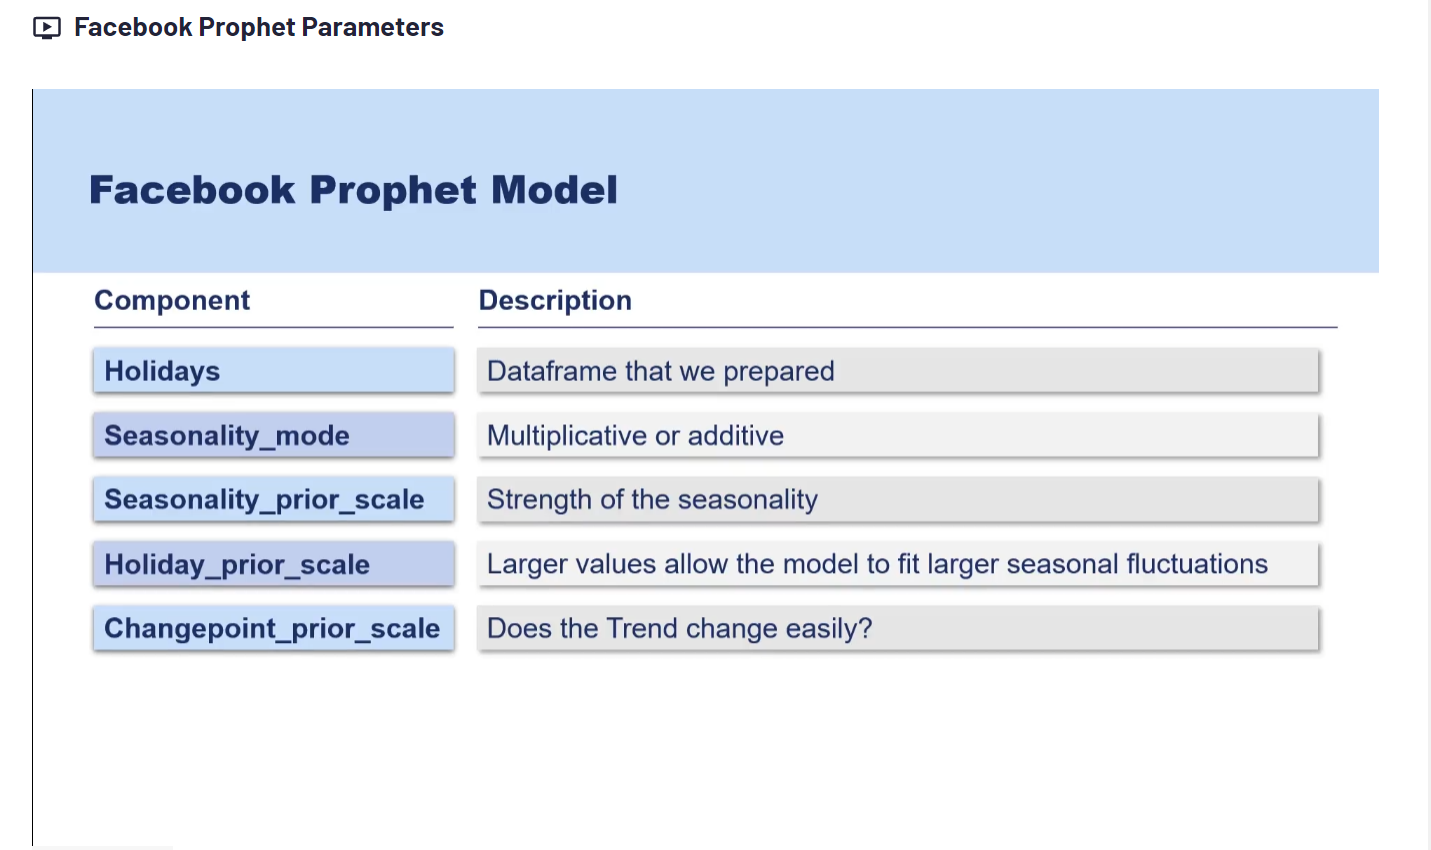 Facebook Prophet Parameters
Facebook Prophet Model
Component Description
Holidays Dataframe that we prepared
Seasonality_mode Multiplicative or additive
Seasonality_prior_scale Strength of the seasonality
Holiday_prior_scale Larger values allow the model to fit larger seasonal fluctuations
Changepoint_prior_scale Does the Trend change easily?